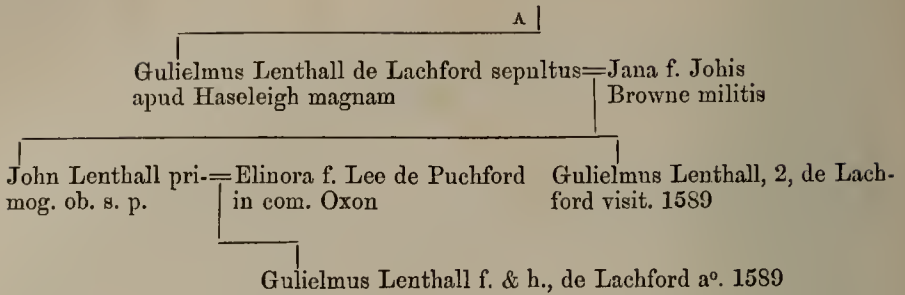 A
Gulielmus Lenthall de Lachford sepultus=Jana f. Johis
apud Haseleigh magnam Browne militis
John Lenthall pri-=Elinora f. Lee de Puchford Gulielmus Lenthall, 2, de Lach-
mog. ob. s. p. in com. Oxon ford visit. 1589
Gulielmus Lenthall f. & h., de Lachford aº. 1589